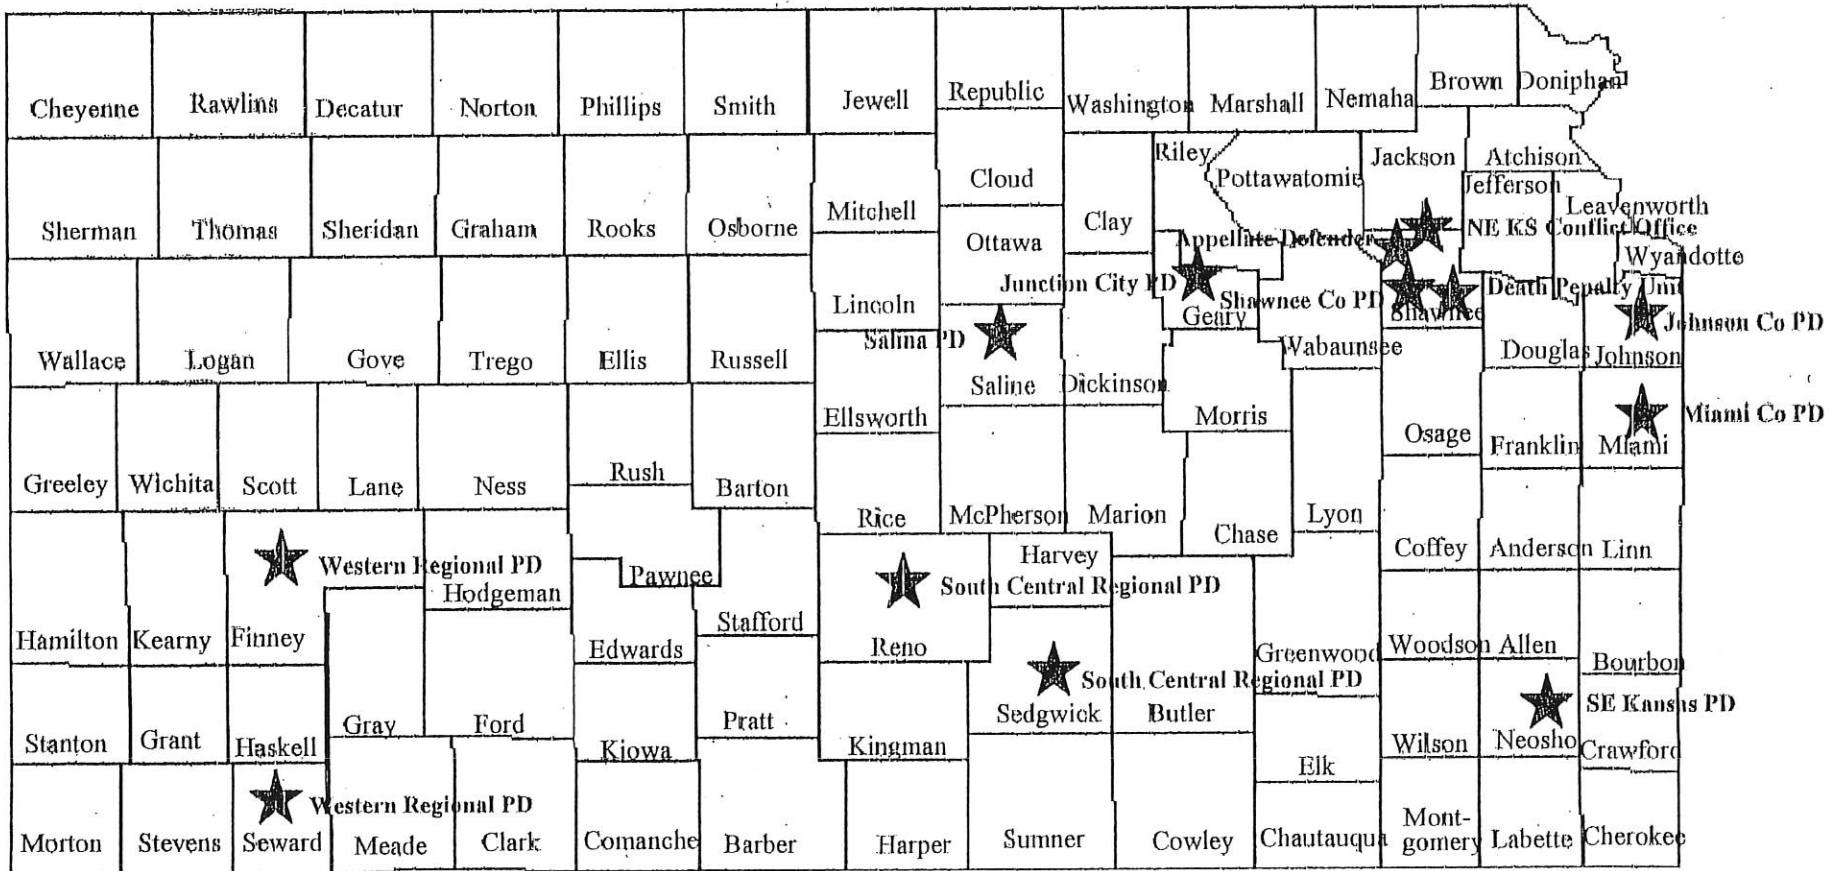 Cheyenne
Rawlins
Decatur
Norton
Phillips
Smith
Jewell
Republic
Washington
Marshall
Nemaha
Brown
Doniphan
Sherman
Thomas
Sheridan
Graham
Rooks
Osborne
Mitchell
Cloud
Clay
Riley
Pottawatomie
Jackson
Atchison
Jefferson
Leavenworth
Ottawa
Appellate Defender
NE KS Conflict Office
Wyandotte
Lincoln
Junction City PD
Geary
Shawnee Co PD
Shawnee
Death Penalty Unit
Johnson Co PD
Wallace
Logan
Gove
Trego
Ellis
Russell
Salina PD
Saline
Dickinson
Wabaunsee
Douglas
Johnson
Ellsworth
Morris
Osage
Franklin
Miami
Miami Co PD
Greeley
Wichita
Scott
Lane
Ness
Rush
Barton
Rice
McPherson
Marion
Chase
Lyon
Coffey
Anderson
Linn
Western Regional PD
Hodgeman
Pawnee
Harvey
South Central Regional PD
Hamilton
Kearny
Finney
Edwards
Stafford
Reno
Greenwood
Woodson
Allen
Bourbon
South Central Regional PD
Sedgwick
Butler
SE Kansas PD
Stanton
Grant
Haskell
Gray
Ford
Kiowa
Pratt
Kingman
Elk
Wilson
Neosho
Crawford
Western Regional PD
Morton
Stevens
Seward
Meade
Clark
Comanche
Barber
Harper
Sumner
Cowley
Chautauqua
Mont-
gomery
Labette
Cherokee